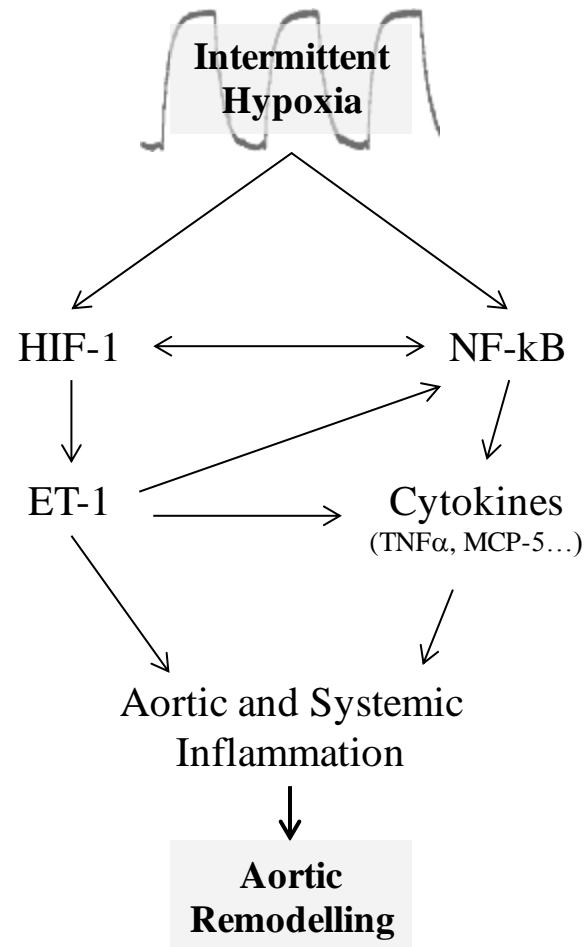 Intermittent
Hypoxia
HIF-1
NF-kB
ET-1
Cytokines
(TNFα, MCP-5…)
Aortic and Systemic
Inflammation
Aortic
Remodelling